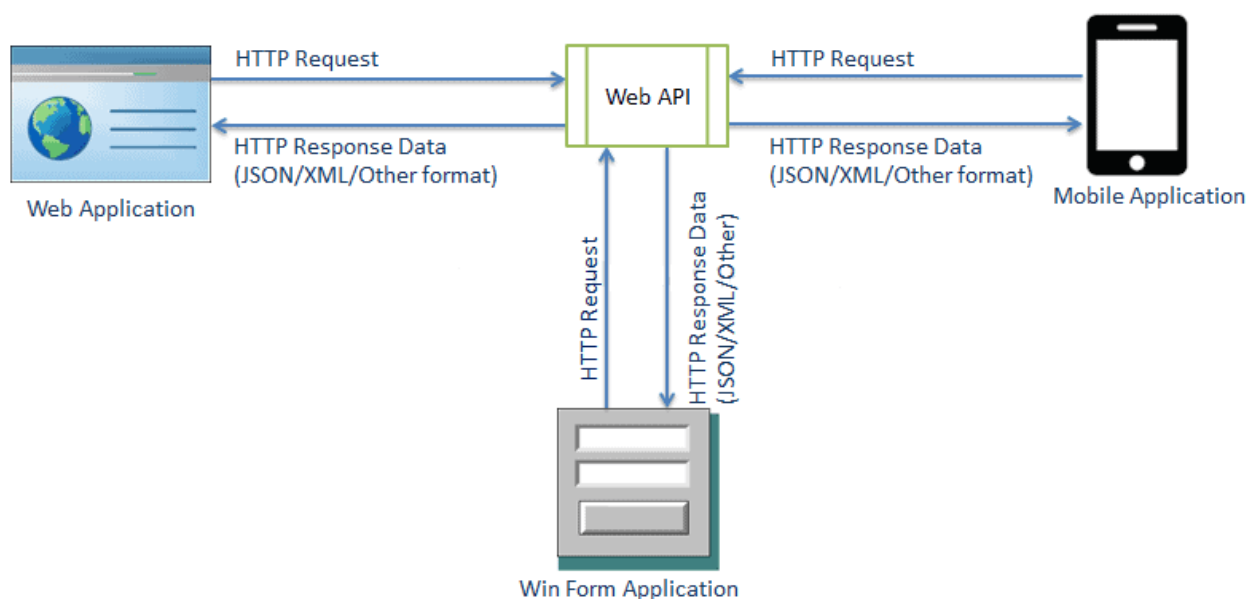 HTTP Request
HTTP Request
Web API
HTTP Response Data
(JSON/XML/Other format)
HTTP Response Data
(JSON/XML/Other format)
Web Application
Mobile Application
HTTP Request
HTTP Response Data
(JSON/XML/Other)
Win Form Application